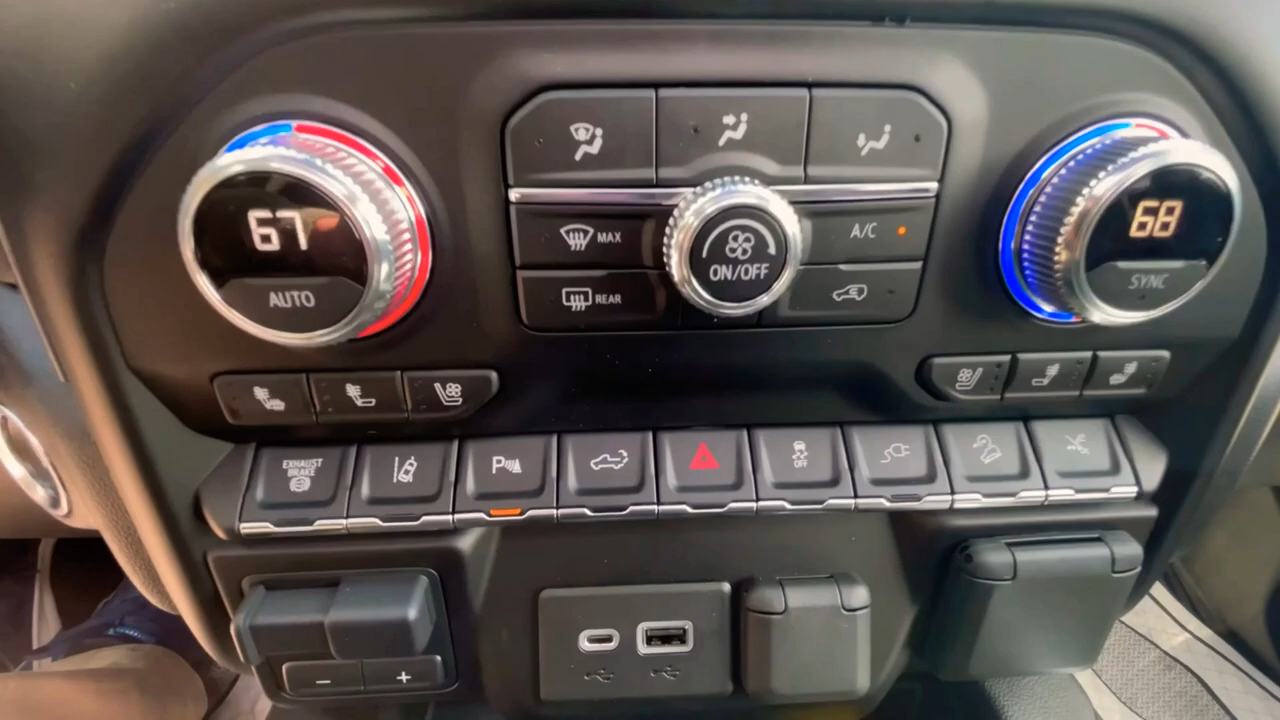 67
AUTO
MAX
A/C
ON/OFF
REAR
68
SYNC
EXHAUST
BRAKE
P
OFF
-
+